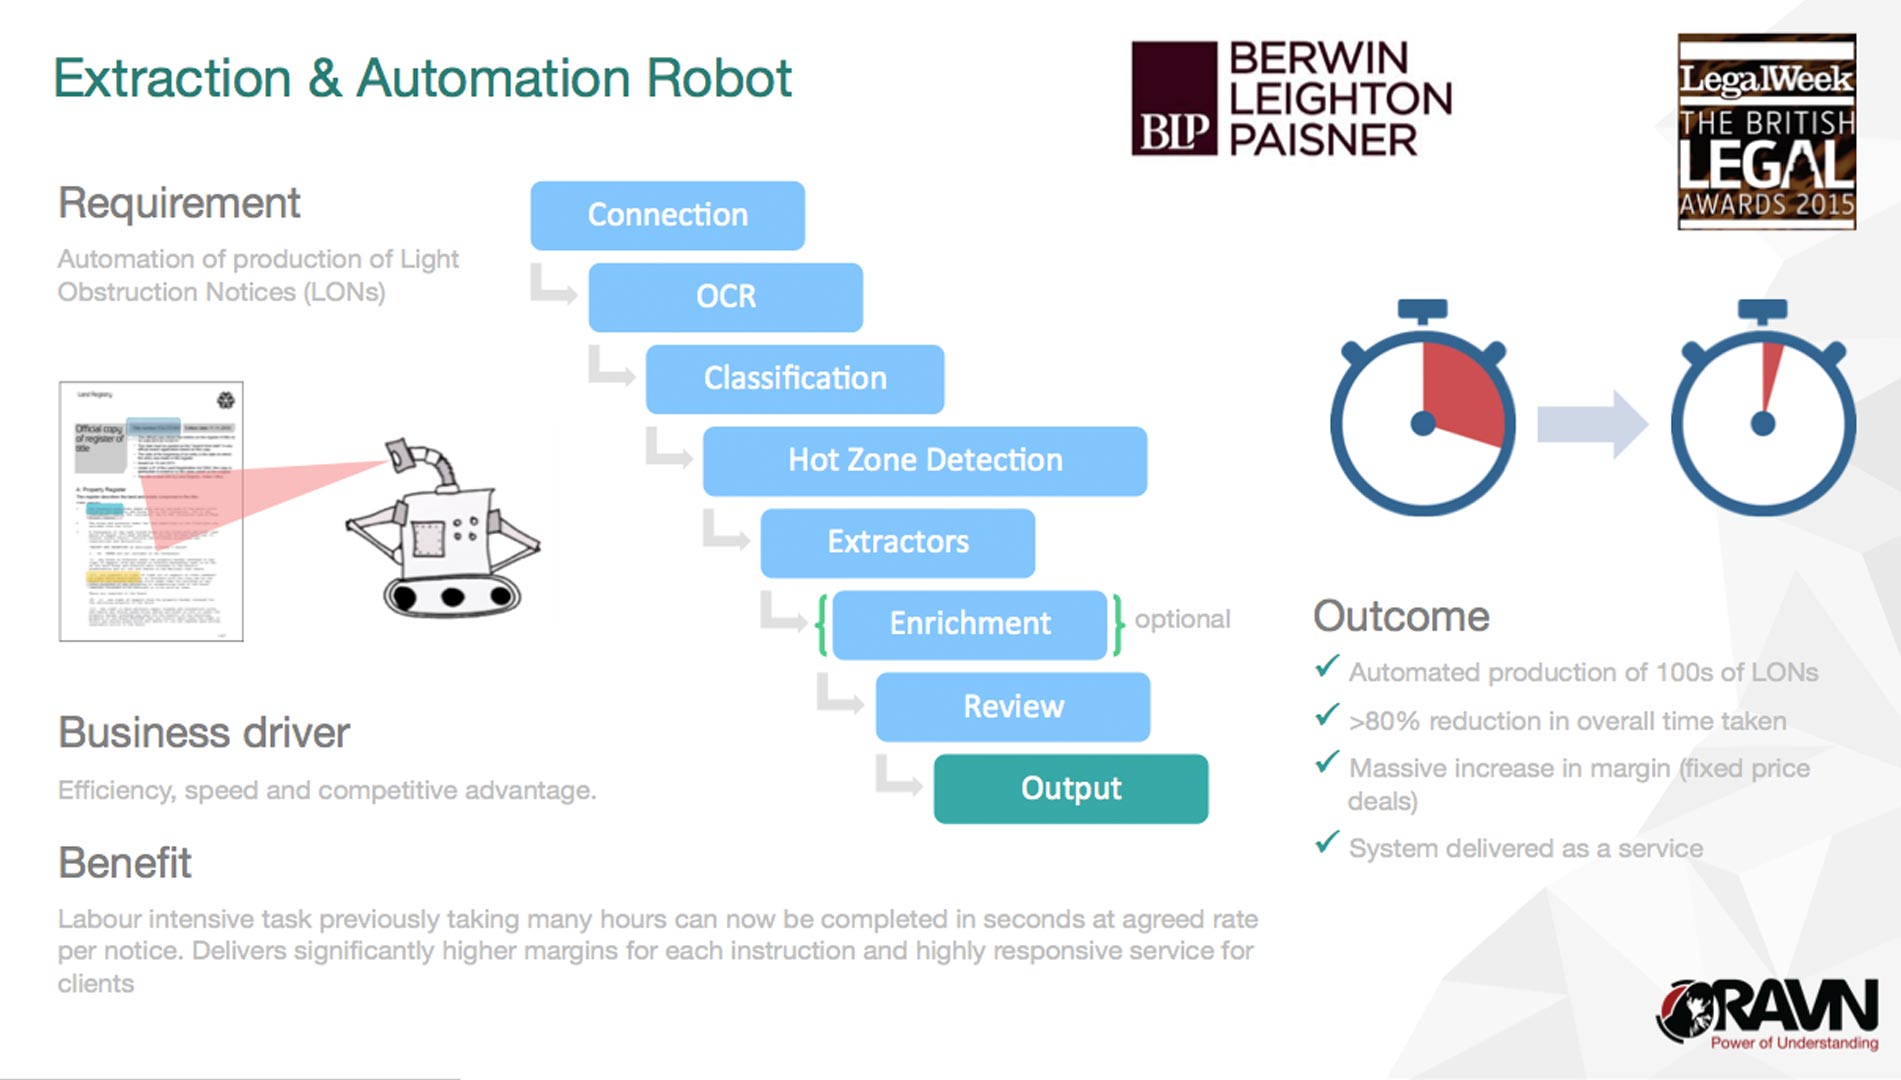 Extraction & Automation Robot
BERWIN
LEIGHTON
PAISNER
BLP
LegalWeek
THE BRITISH
LEGAL
AWARDS 2015
Requirement
Automation of production of Light
Obstruction Notices (LONs)
Land Registry
Official copy
of register of
title
Connection
OCR
Classification
Hot Zone Detection
Extractors
Enrichment
optional
Review
Output
Business driver
Efficiency, speed and competitive advantage.
Benefit
Labour intensive task previously taking many hours can now be completed in seconds at agreed rate
per notice. Delivers significantly higher margins for each instruction and highly responsive service for
clients
Outcome
✓ Automated production of 100s of LONs
✓ >80% reduction in overall time taken
✓ Massive increase in margin (fixed price
deals)
✓ System delivered as a service
RAVN
Power of Understanding